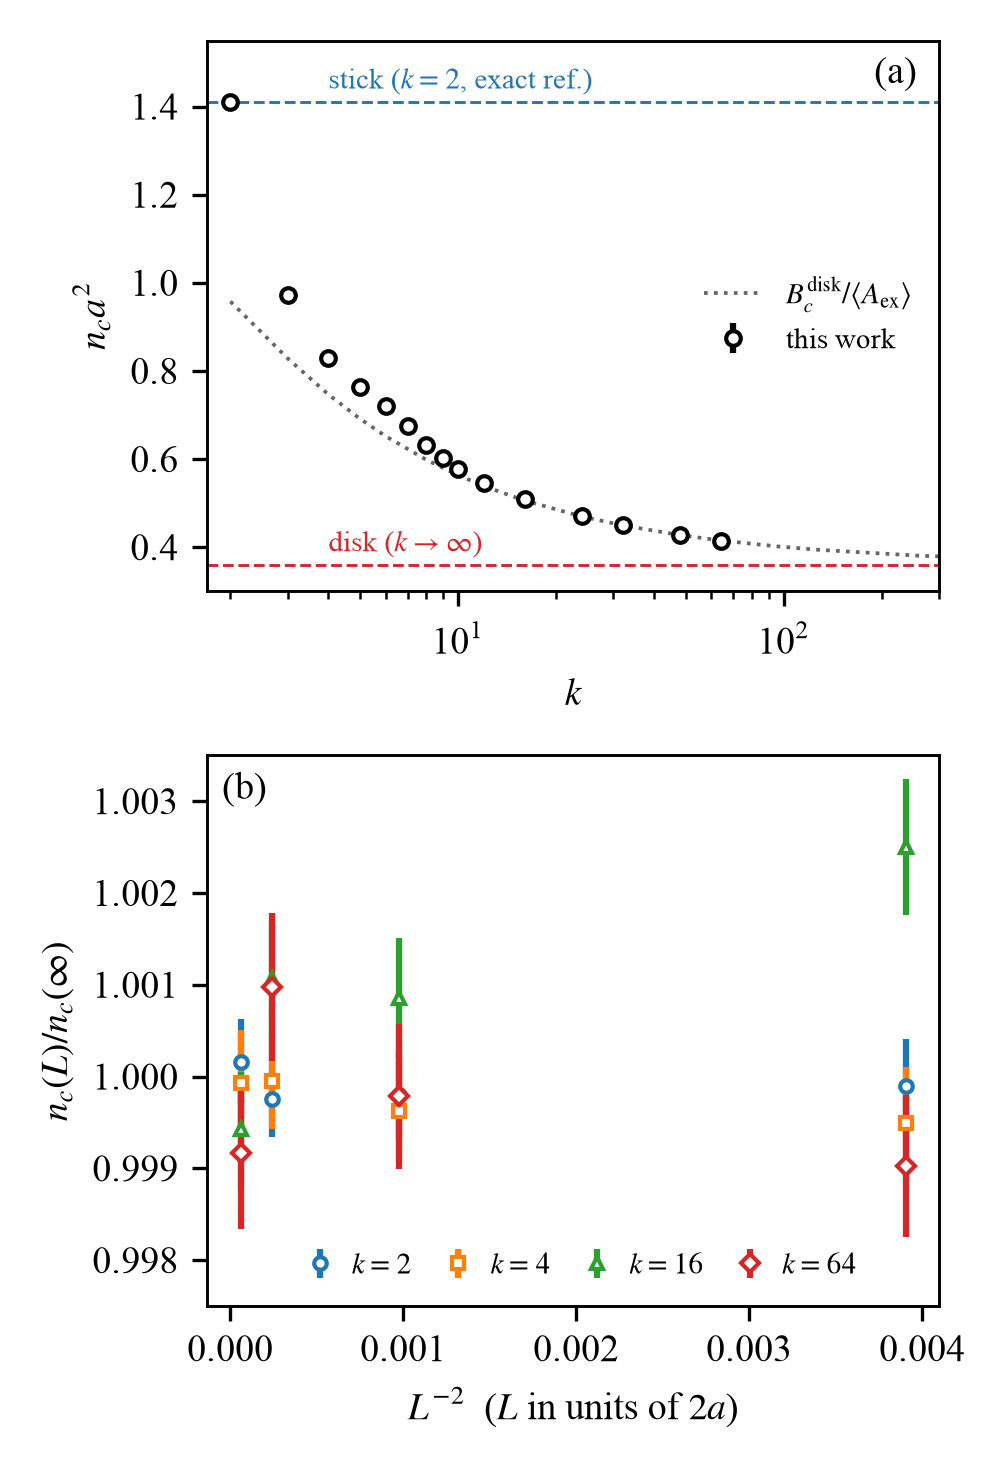 (a)
stick (k = 2, exact ref.)
1.4
1.2
1.0
0.8
0.6
0.4
n_c a^2
B_c^disk/⟨A_ex⟩
this work
disk (k → ∞)
10^1
10^2
k
(b)
1.003
1.002
1.001
1.000
0.999
0.998
n_c(L)/n_c(∞)
k = 2
k = 4
k = 16
k = 64
0.000
0.001
0.002
0.003
0.004
L^−2 (L in units of 2a)